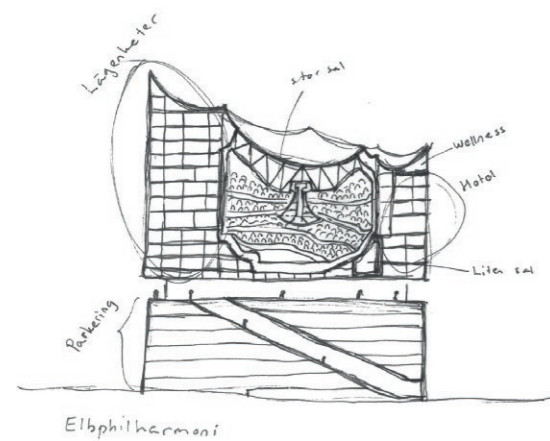 Lägenheter
stor sal
Wellness
Hotel
Liten sal
Parkering
Elbphilharmoni